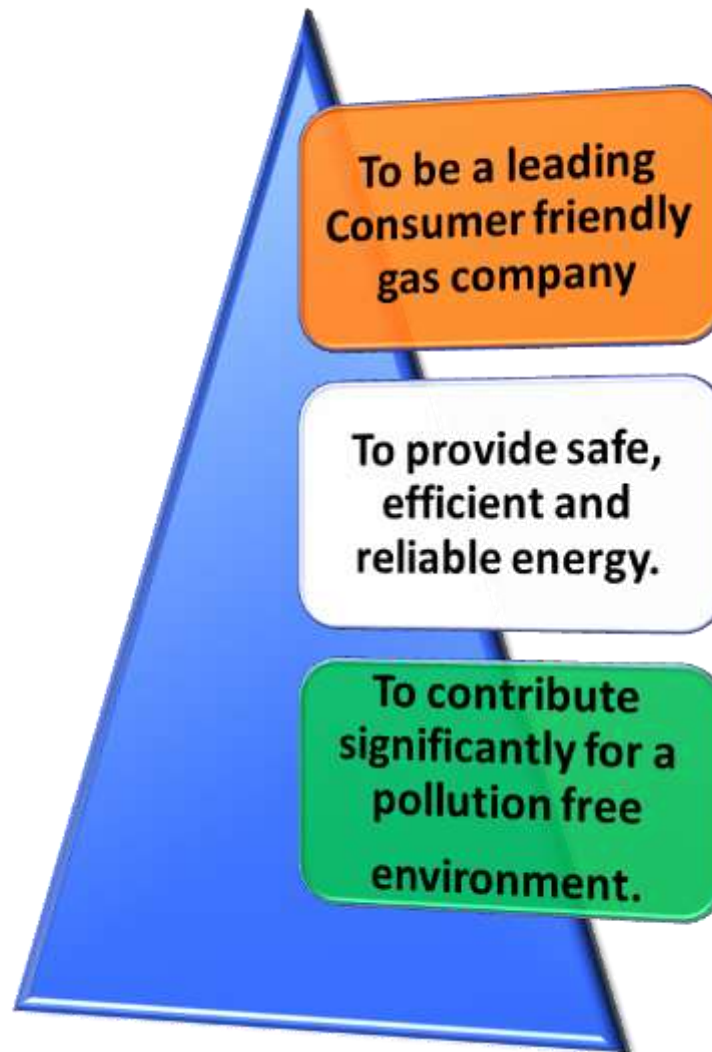 To be a leading
Consumer friendly
gas company
To provide safe,
efficient and
reliable energy.
To contribute
significantly for a
pollution free
environment.